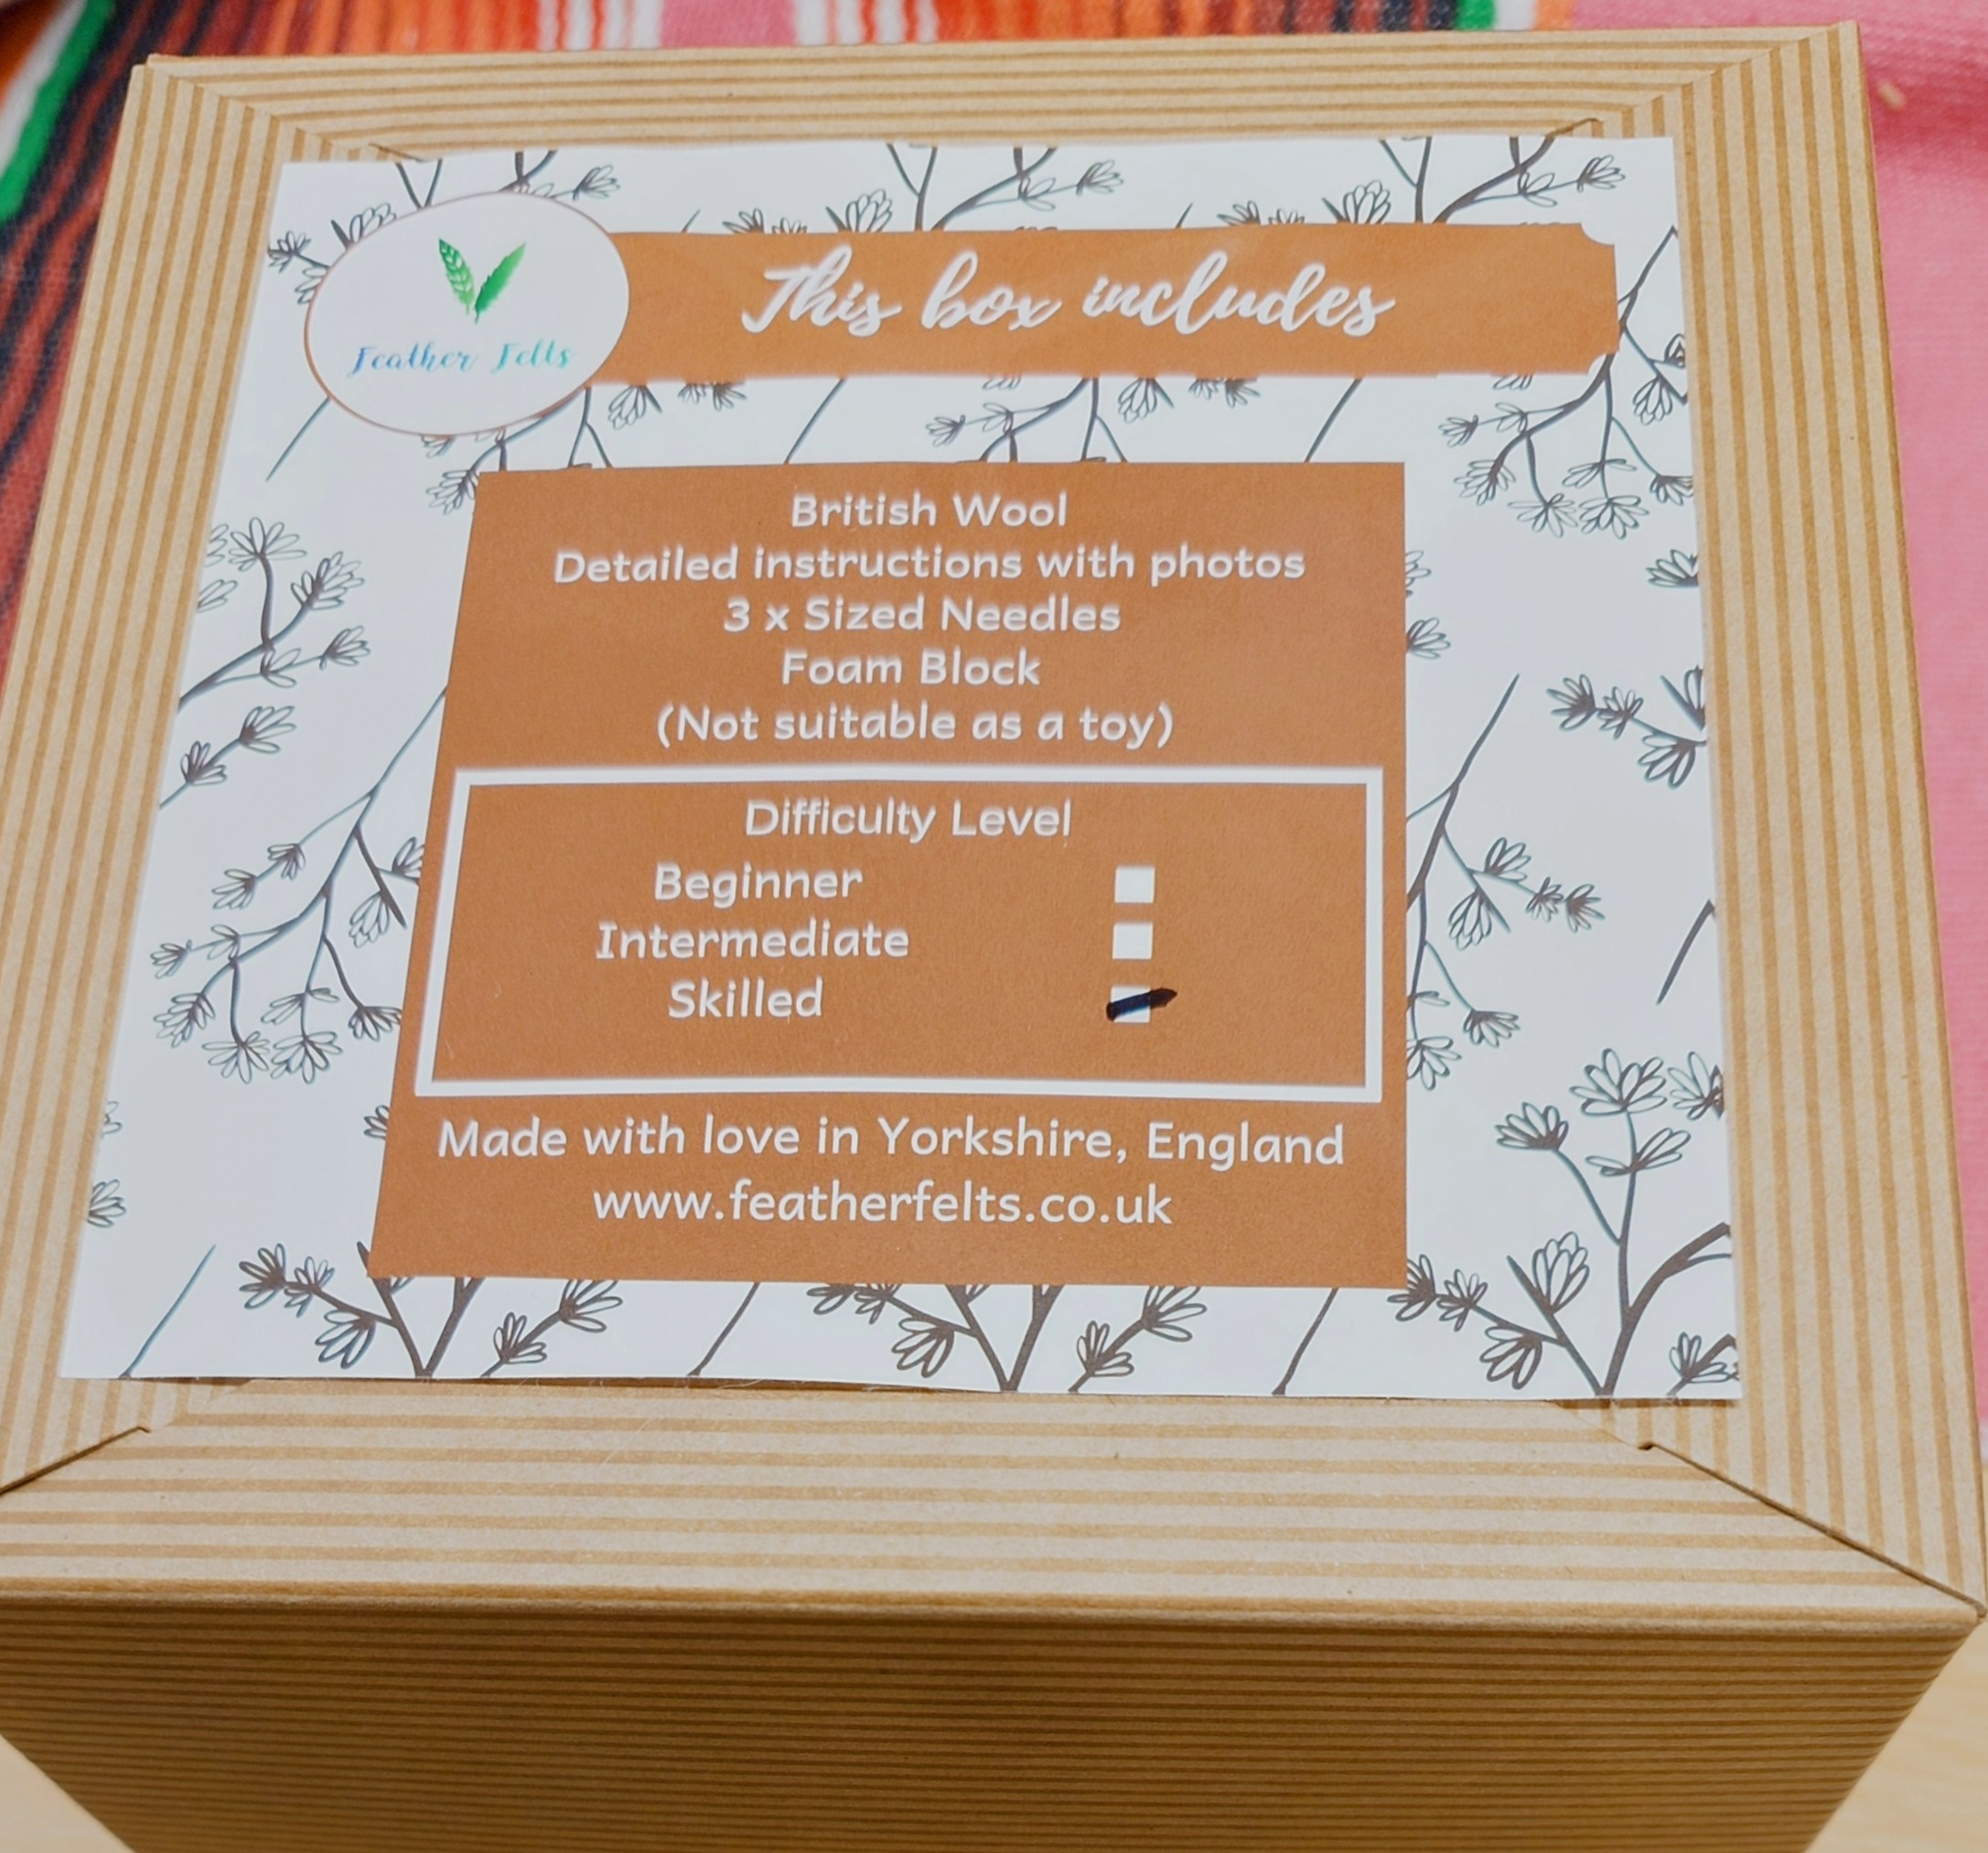 Feather Felts
This box includes
British Wool
Detailed instructions with photos
3 x Sized Needles
Foam Block
(Not suitable as a toy)
Difficulty Level
Beginner
Intermediate
Skilled
Made with love in Yorkshire, England
www.featherfelts.co.uk